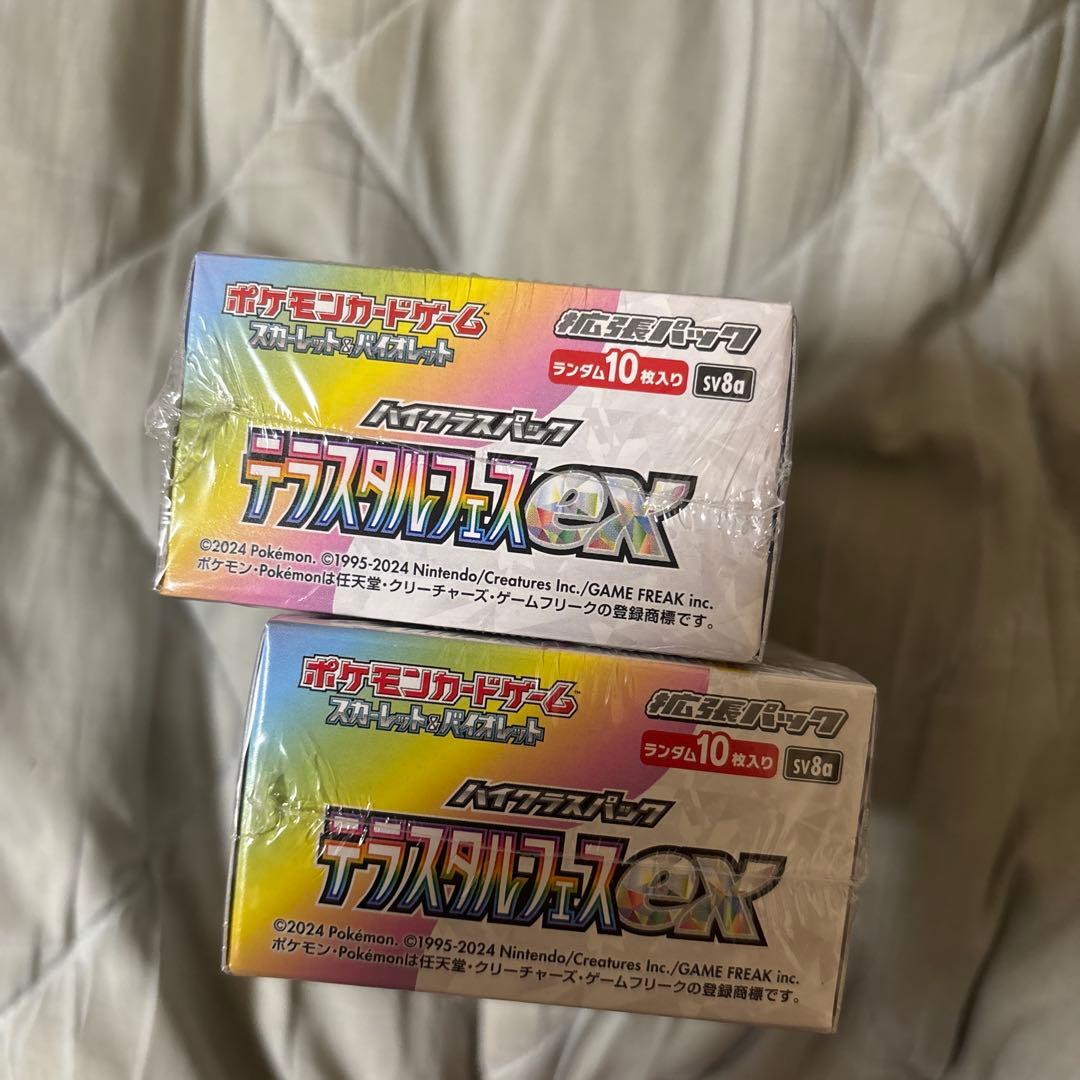 ポケモンカードゲーム™
スカーレット&バイオレット
拡張パック
ランダム10枚入り
SV8a
ハイクラスパック
テラスタルフェスex
©2024 Pokémon. ©1995-2024 Nintendo/Creatures Inc./GAME FREAK inc.
ポケモン・Pokémonは任天堂・クリーチャーズ・ゲームフリークの登録商標です。
ポケモンカードゲーム™
スカーレット&バイオレット
拡張パック
ランダム10枚入り
SV8a
ハイクラスパック
テラスタルフェスex
©2024 Pokémon. ©1995-2024 Nintendo/Creatures Inc./GAME FREAK inc.
ポケモン・Pokémonは任天堂・クリーチャーズ・ゲームフリークの登録商標です。